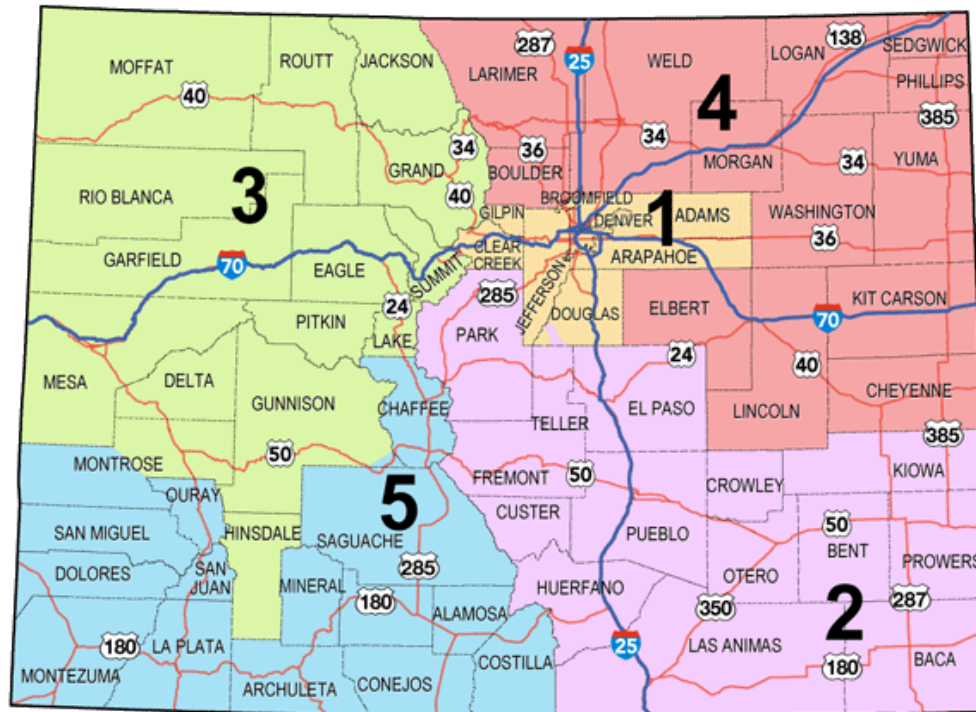 MOFFAT
ROUTT
JACKSON
LARIMER
287
25
WELD
LOGAN
138
SEDGWICK
PHILLIPS
40
385
4
34
36
34
GRAND
BOULDER
MORGAN
34
YUMA
RIO BLANCA
3
40
GILPIN
BROOMFIELD
DENVER
1
ADAMS
WASHINGTON
36
GARFIELD
70
EAGLE
SUMMIT
CLEAR
CREEK
ARAPAHOE
285
JEFFERSON
DOUGLAS
ELBERT
KIT CARSON
70
24
PITKIN
LAKE
PARK
24
40
MESA
DELTA
GUNNISON
CHAFFEE
TELLER
EL PASO
LINCOLN
CHEYENNE
385
50
MONTROSE
OURAY
5
FREMONT
50
CROWLEY
KIOWA
CUSTER
SAN MIGUEL
HINSDALE
SAGUACHE
PUEBLO
50
BENT
PROWERS
DOLORES
SAN
JUAN
MINERAL
285
HUERFANO
OTERO
180
ALAMOSA
350
2
287
180
LA PLATA
25
LAS ANIMAS
180
BACA
MONTEZUMA
ARCHULETA
CONEJOS
COSTILLA